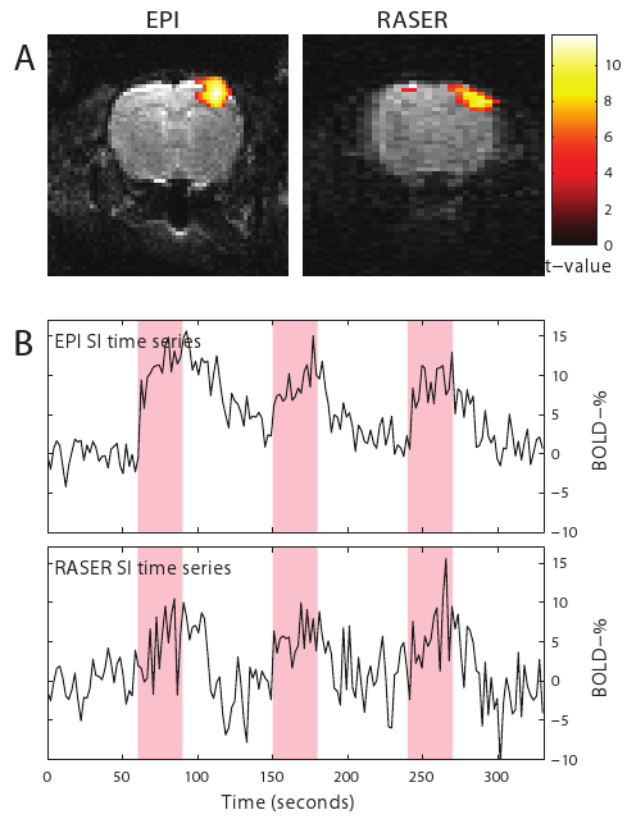 EPI RASER
A
10
8
6
4
2
0
t-value
B
EPI SI time series
15
10
5
0
−5
−10
BOLD-%
RASER SI time series
15
10
5
0
−5
−10
BOLD-%
0 50 100 150 200 250 300
Time (seconds)